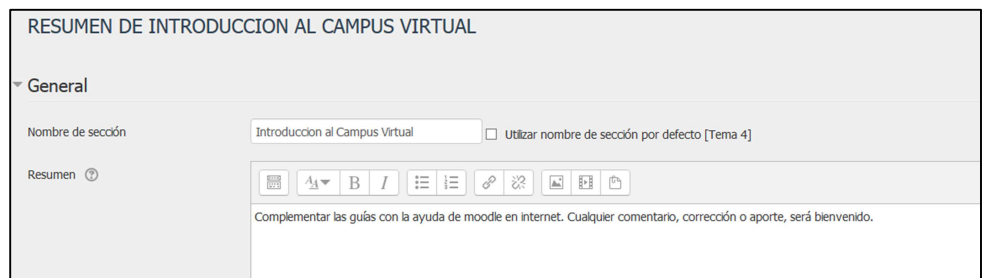 RESUMEN DE INTRODUCCION AL CAMPUS VIRTUAL
General
Nombre de sección Introduccion al Campus Virtual Utilizar nombre de sección por defecto [Tema 4]
Resumen ?
A B I
Complementar las guías con la ayuda de moodle en internet. Cualquier comentario, corrección o aporte, será bienvenido.